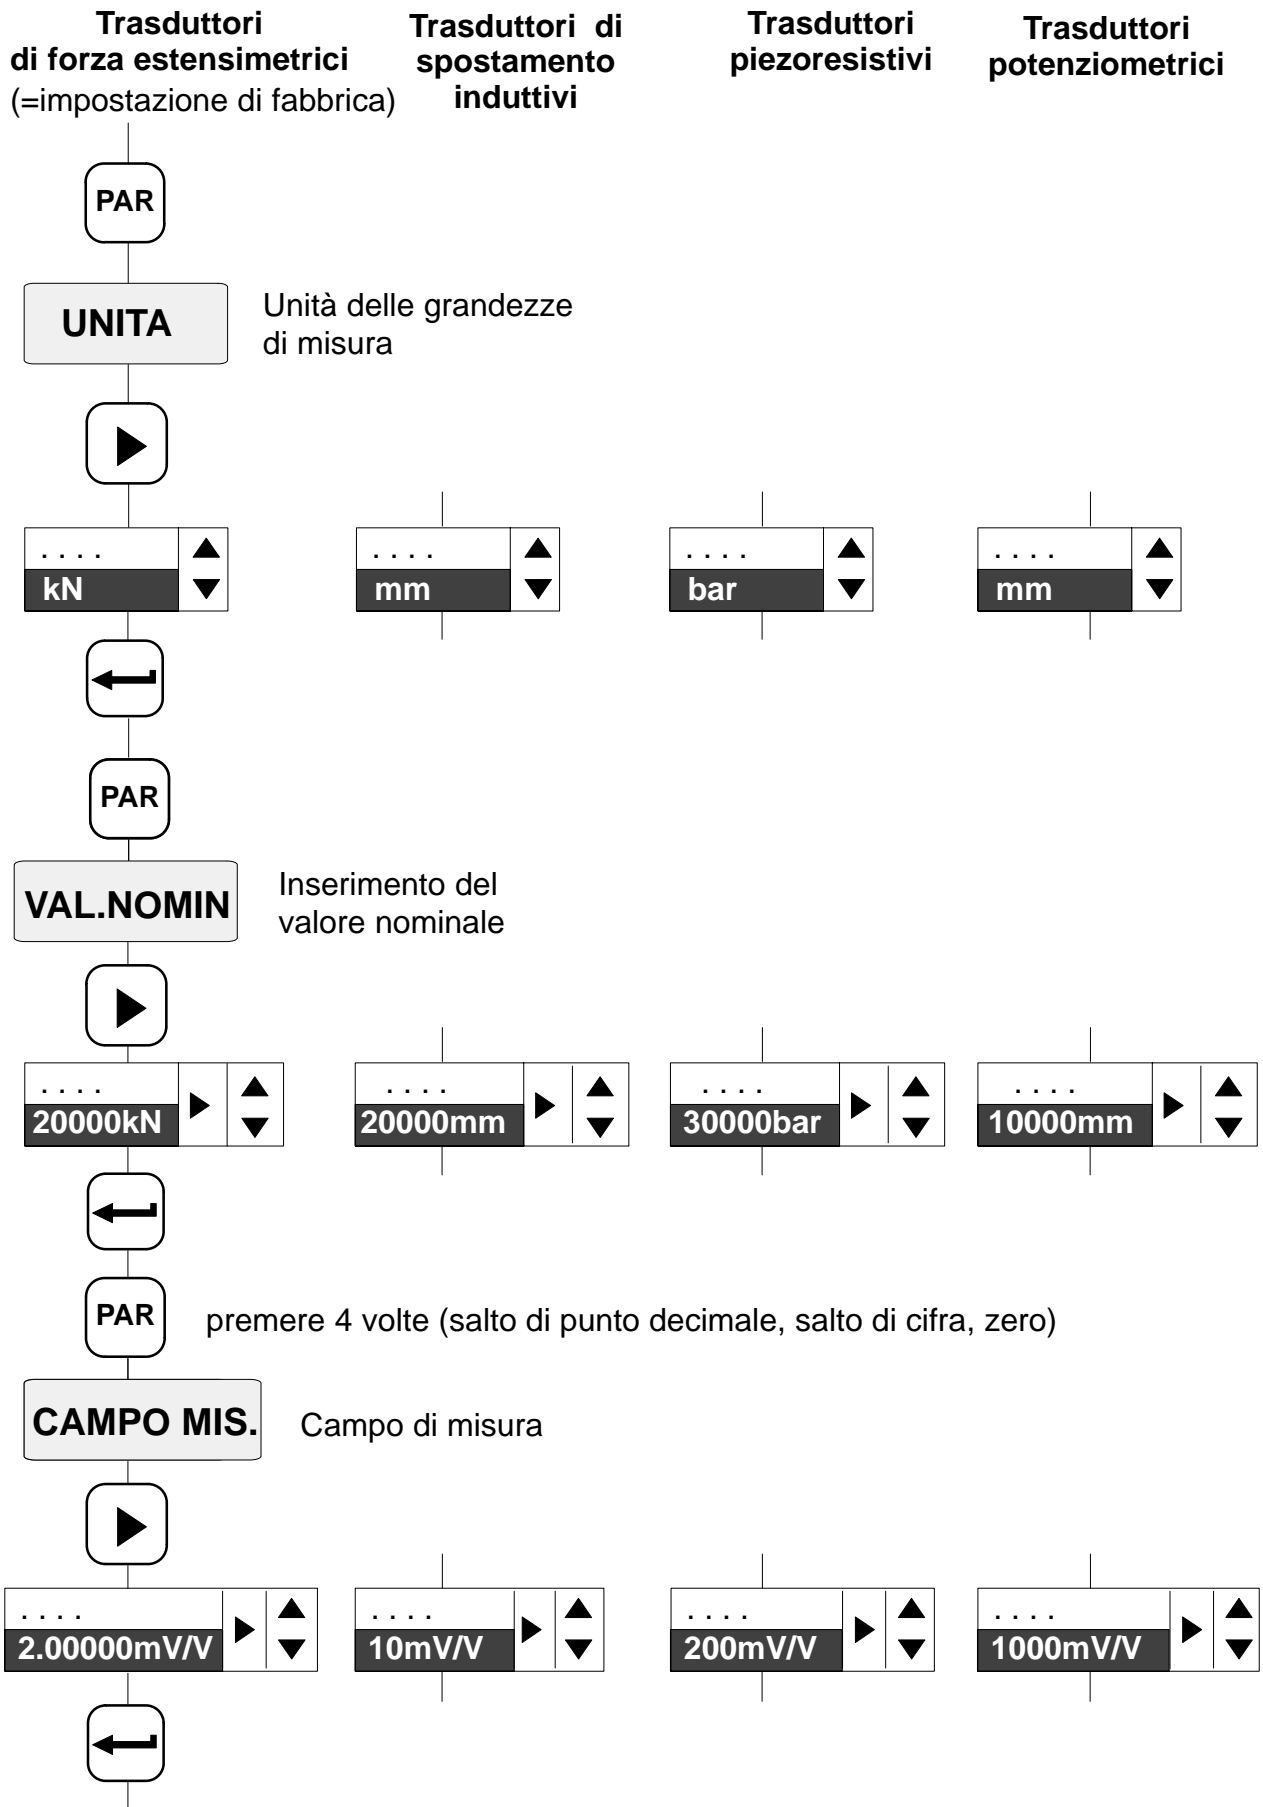 Trasduttori
di forza estensimetrici
(=impostazione di fabbrica)
Trasduttori di
spostamento
induttivi
Trasduttori
piezoresistivi
Trasduttori
potenziometrici
PAR
UNITA
Unità delle grandezze
di misura
. . . .
kN
. . . .
mm
. . . .
bar
. . . .
mm
PAR
VAL.NOMIN
Inserimento del
valore nominale
. . . .
20000kN
. . . .
20000mm
. . . .
30000bar
. . . .
10000mm
PAR
premere 4 volte (salto di punto decimale, salto di cifra, zero)
CAMPO MIS.
Campo di misura
. . . .
2.00000mV/V
. . . .
10mV/V
. . . .
200mV/V
. . . .
1000mV/V